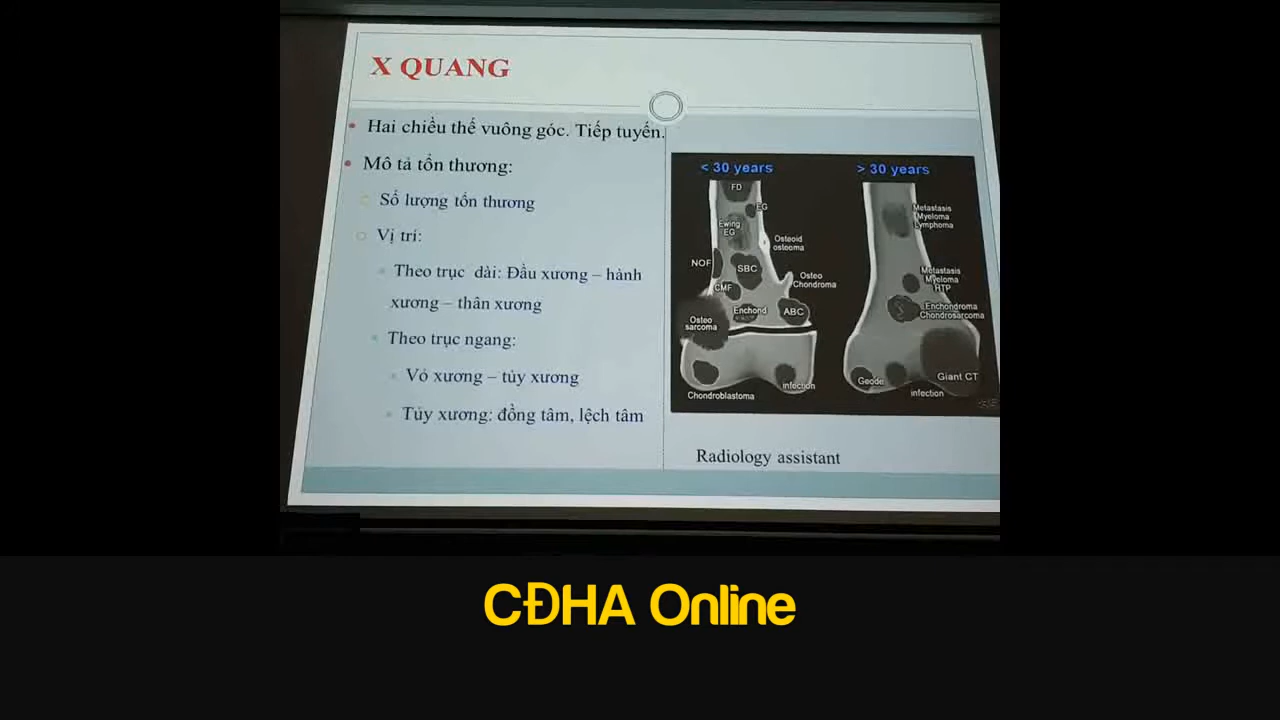 X QUANG
Hai chiều thế vuông góc. Tiếp tuyến.
Mô tả tổn thương:
Số lượng tổn thương
Vị trí:
Theo trục dài: Đầu xương – hành
xương – thân xương
Theo trục ngang:
Vỏ xương – tủy xương
Tủy xương: đồng tâm, lệch tâm
< 30 years
FD
EG
Ewing
EG
Osteoid
osteoma
NOF
SBC
Osteo
Chondroma
CMF
Enchond
ABC
Osteo
sarcoma
infection
Chondroblastoma
> 30 years
Metastasis
Myeloma
Lymphoma
Metastasis
Myeloma
HTP
Enchondroma
Chondrosarcoma
Geode
Giant CT
infection
Radiology assistant
CĐHA Online